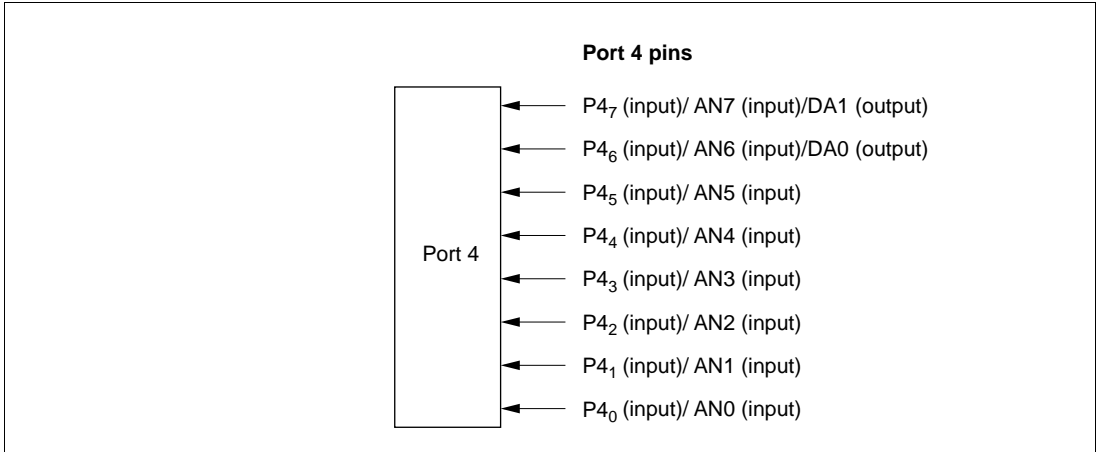 Port 4 pins
P4₇ (input)/ AN7 (input)/DA1 (output)
P4₆ (input)/ AN6 (input)/DA0 (output)
P4₅ (input)/ AN5 (input)
P4₄ (input)/ AN4 (input)
Port 4
P4₃ (input)/ AN3 (input)
P4₂ (input)/ AN2 (input)
P4₁ (input)/ AN1 (input)
P4₀ (input)/ AN0 (input)